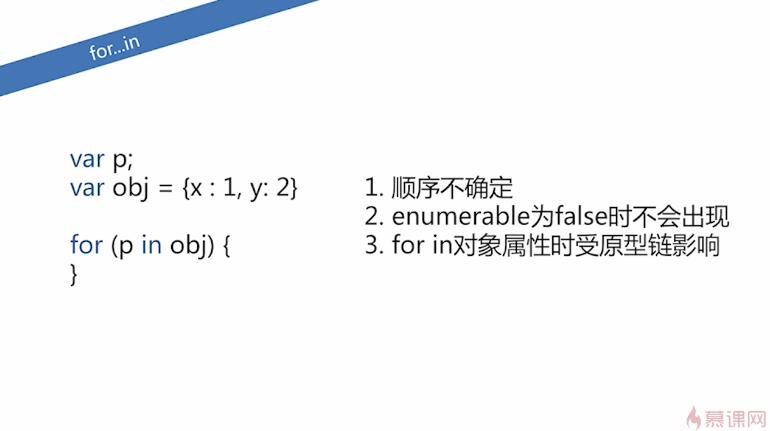 for...in
var p;
var obj = {x : 1, y: 2}
for (p in obj) {
}
1. 顺序不确定
2. enumerable为false时不会出现
3. for in对象属性时受原型链影响
慕课网